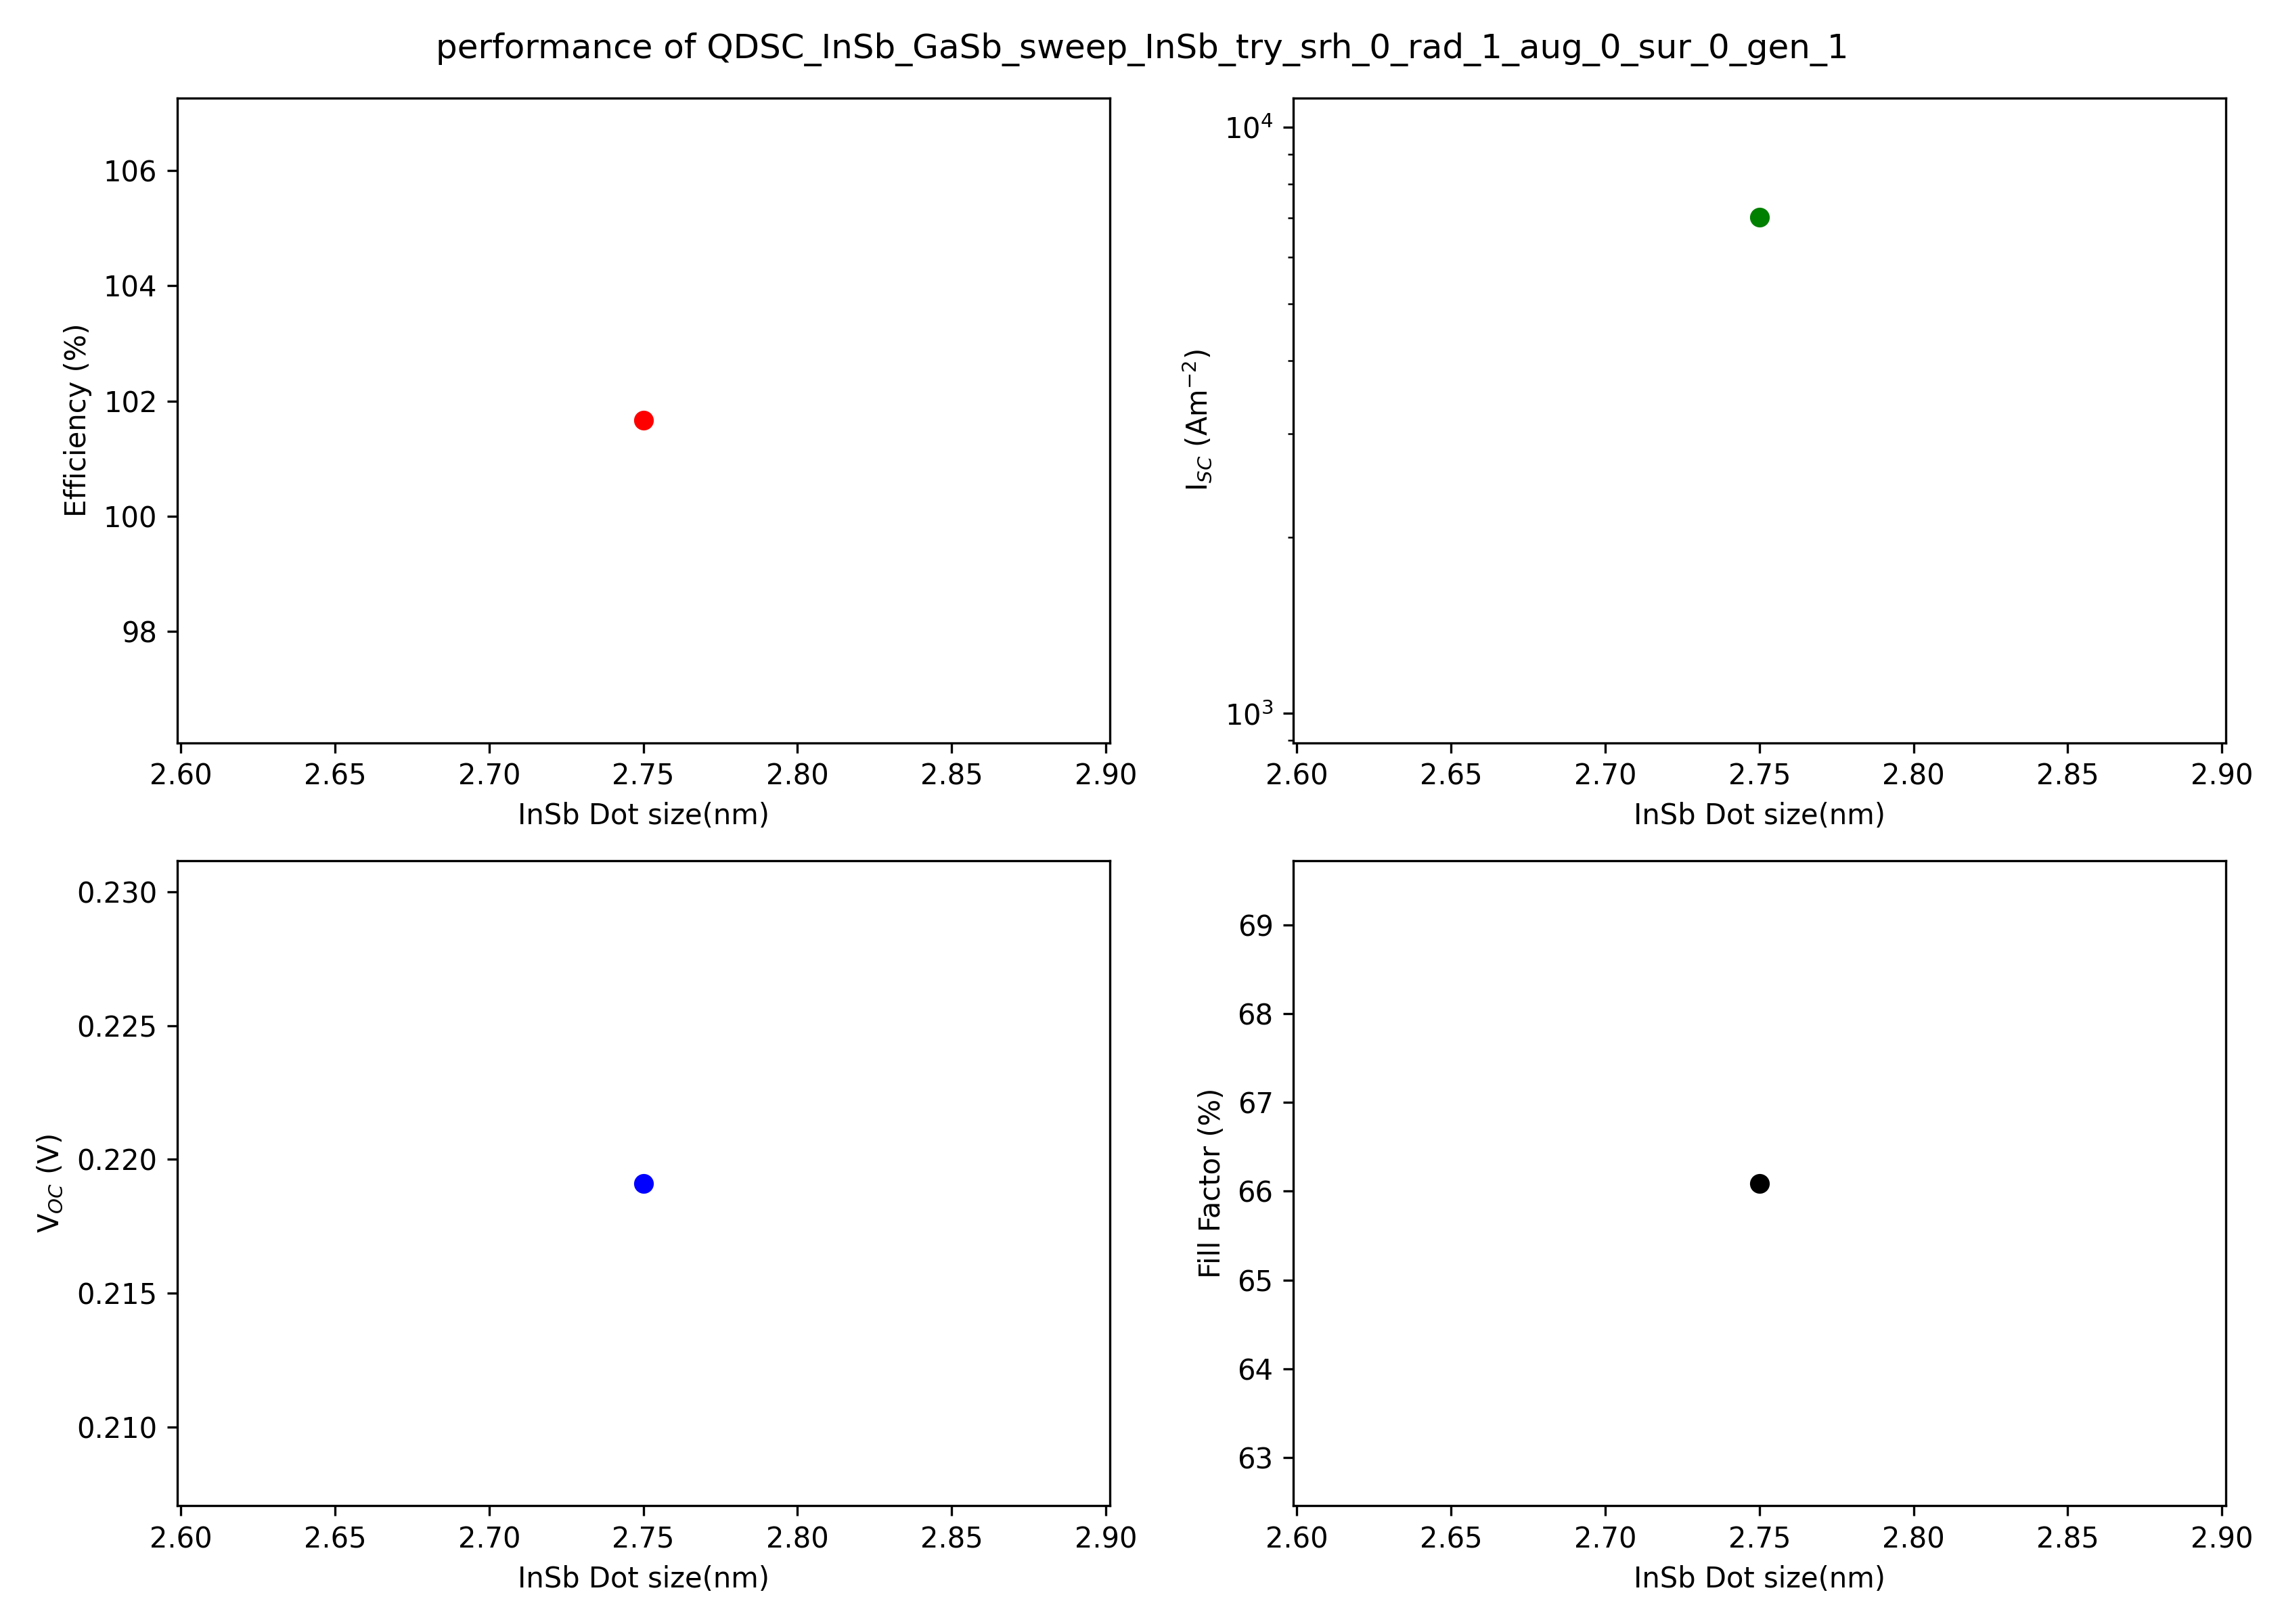 performance of QDSC_InSb_GaSb_sweep_InSb_try_srh_0_rad_1_aug_0_sur_0_gen_1
Efficiency (%)
106
104
102
100
98
2.60 2.65 2.70 2.75 2.80 2.85 2.90
InSb Dot size(nm)
I_SC (Am^−2)
10^4
10^3
2.60 2.65 2.70 2.75 2.80 2.85 2.90
InSb Dot size(nm)
V_OC (V)
0.230
0.225
0.220
0.215
0.210
2.60 2.65 2.70 2.75 2.80 2.85 2.90
InSb Dot size(nm)
Fill Factor (%)
69
68
67
66
65
64
63
2.60 2.65 2.70 2.75 2.80 2.85 2.90
InSb Dot size(nm)